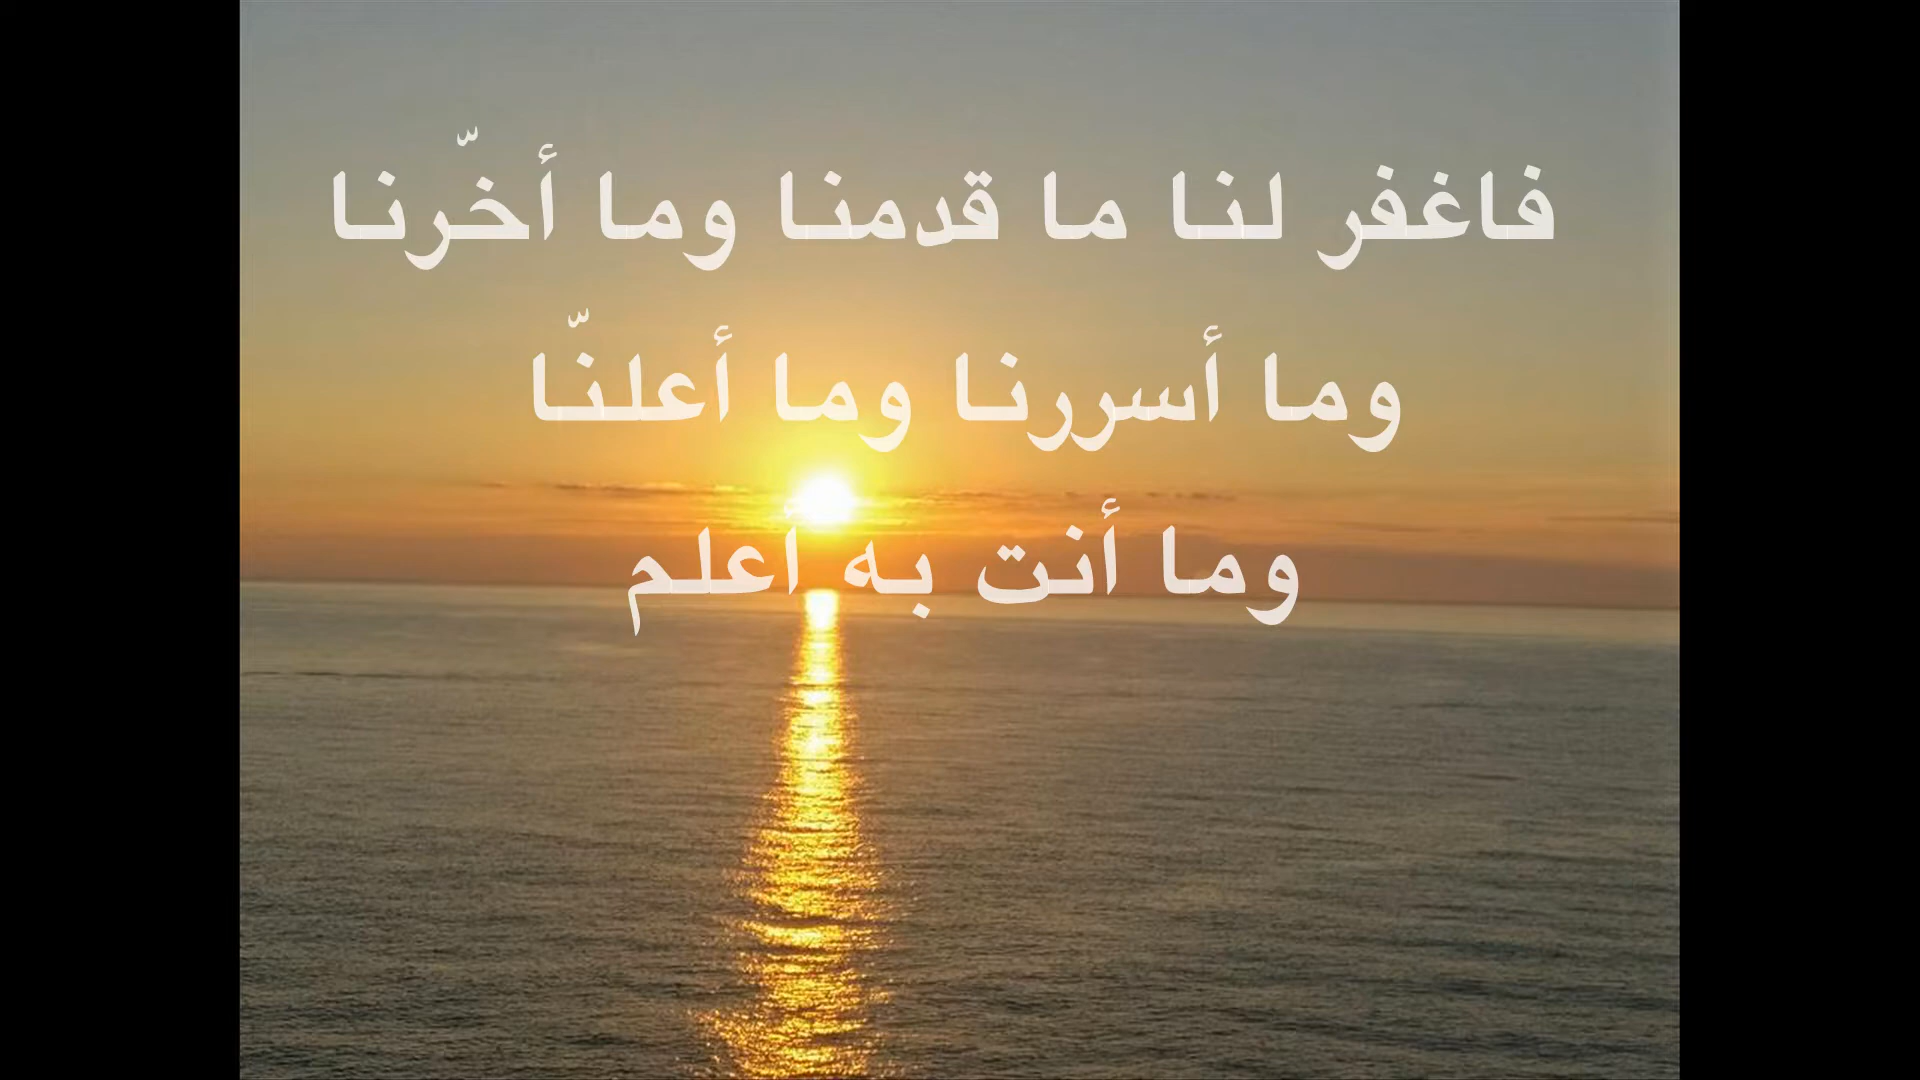 فاغفر لنا ما قدمنا وما أخّرنا
وما أسررنا وما أعلنّا
وما أنت به أعلم